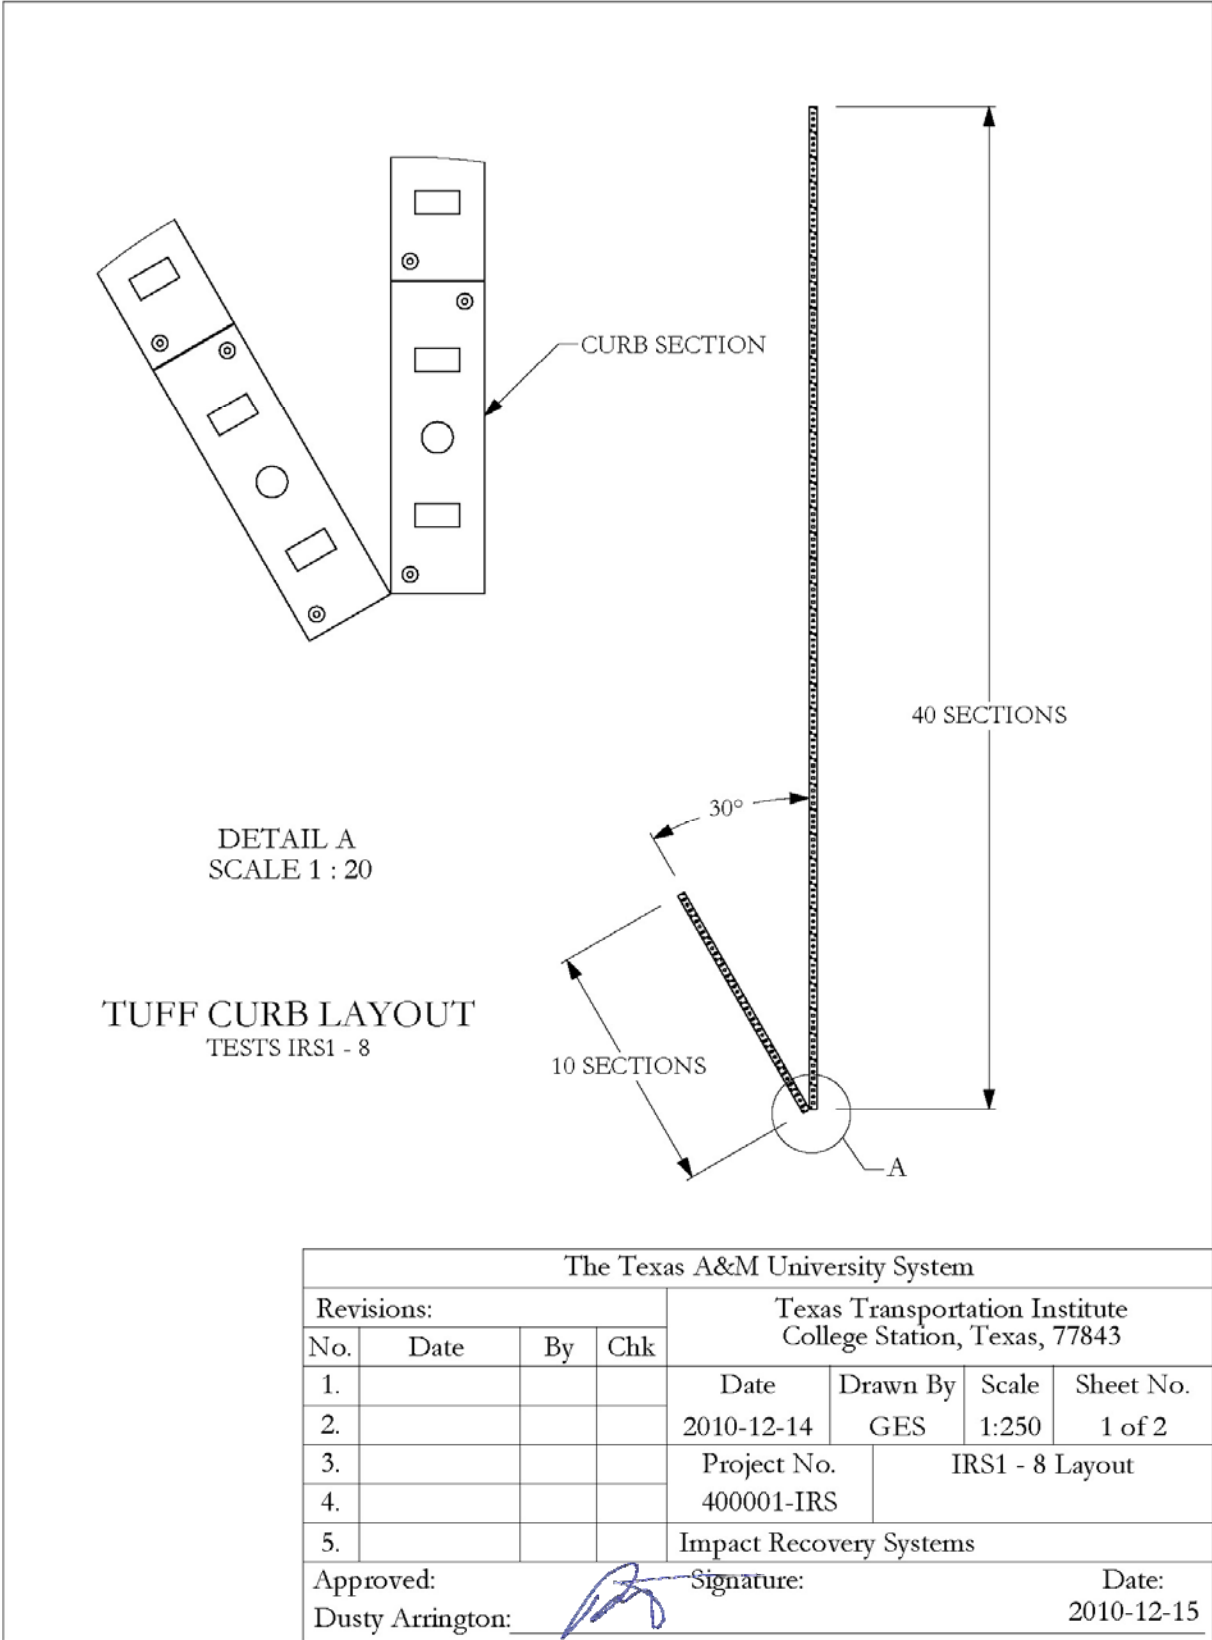 CURB SECTION
40 SECTIONS
30°
DETAIL A
SCALE 1 : 20
TUFF CURB LAYOUT
TESTS IRS1 - 8
10 SECTIONS
A
The Texas A&M University System
Revisions:
Texas Transportation Institute
College Station, Texas, 77843
No. Date By Chk
1.
Date Drawn By Scale Sheet No.
2.
2010-12-14 GES 1:250 1 of 2
3.
Project No. IRS1 - 8 Layout
4.
400001-IRS
5.
Impact Recovery Systems
Approved: Signature: Date:
Dusty Arrington: 2010-12-15